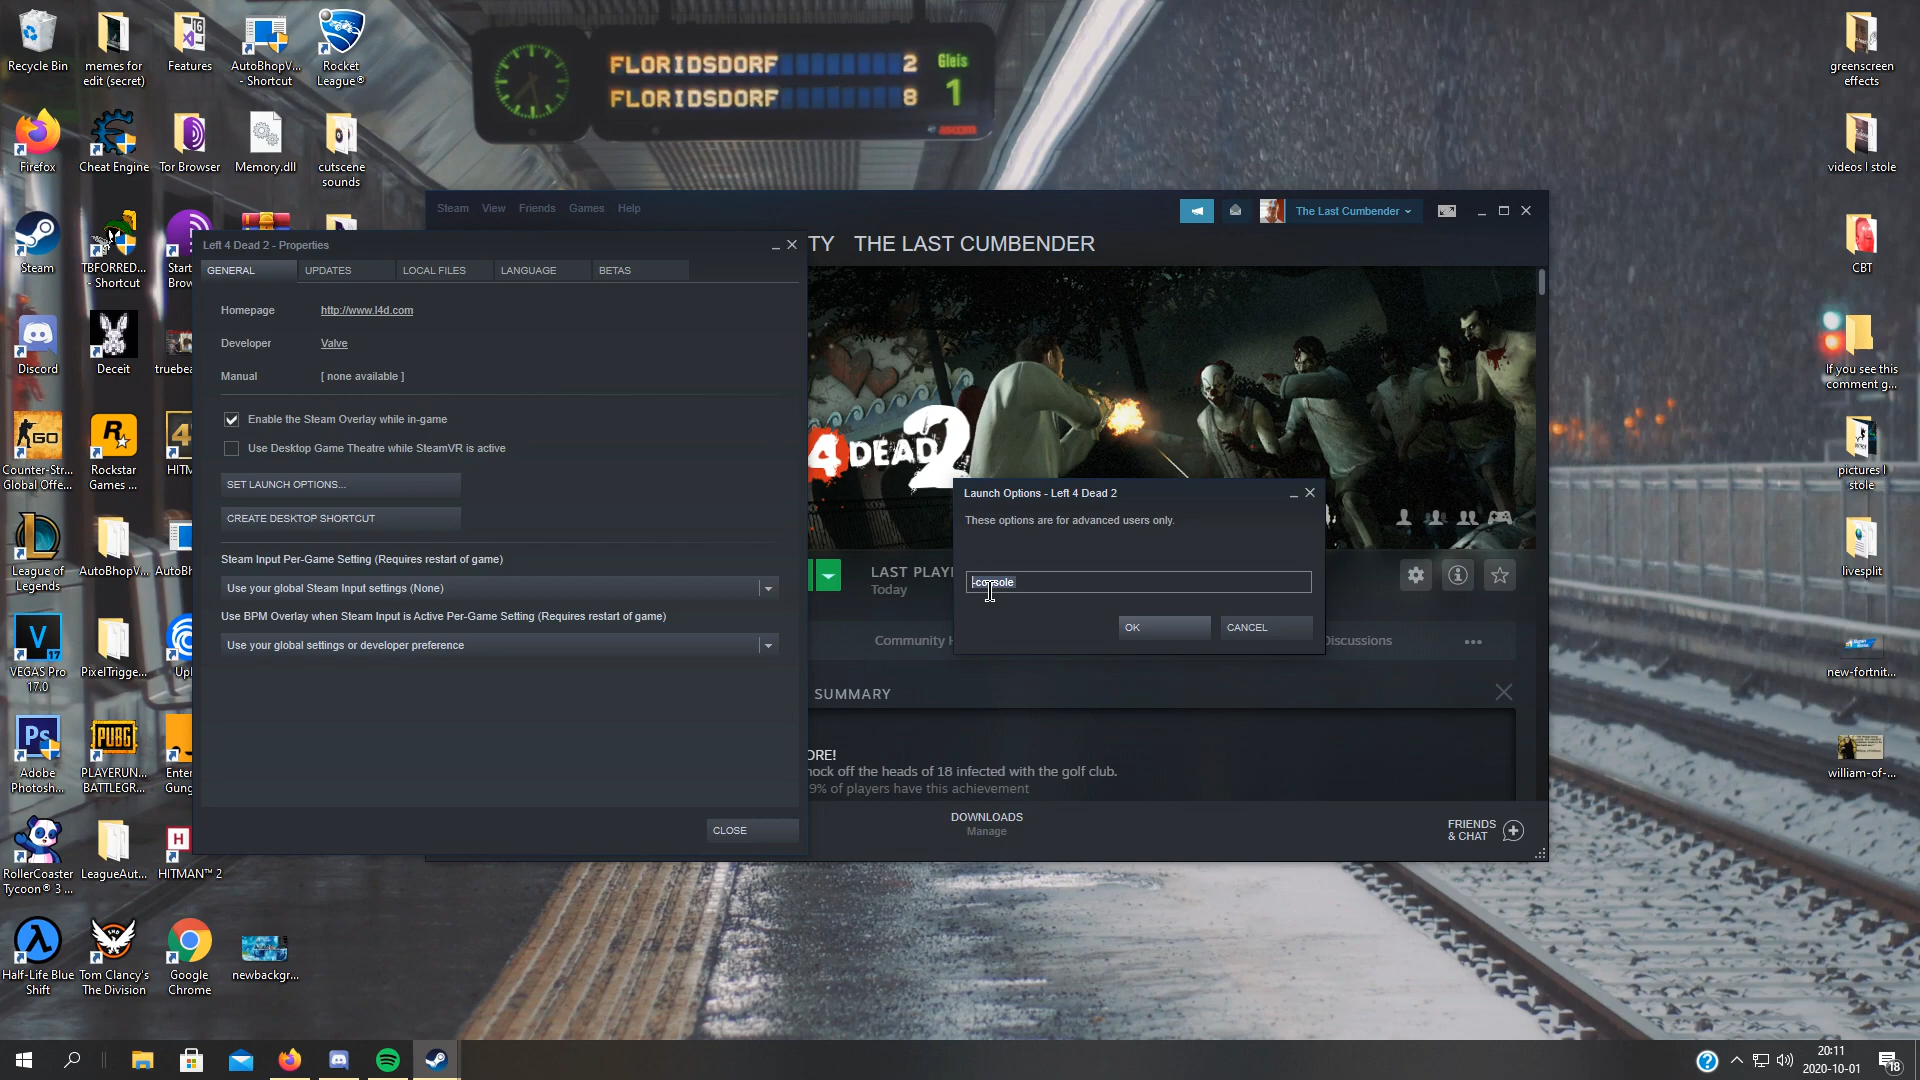 FLORIDSDORF 2
FLORIDSDORF 8
Gleis
1
ascom
Recycle Bin
memes for edit (secret)
Features
AutoBhopV... - Shortcut
Rocket League®
Firefox
Cheat Engine
Tor Browser
Memory.dll
cutscene sounds
Steam
TBFORRED... - Shortcut
Discord
Deceit
Counter-Str... Global Offe...
Rockstar Games ...
League of Legends
AutoBhopV...
VEGAS Pro 17.0
PixelTrigge...
Adobe Photosh...
PLAYERUN... BATTLEGR...
RollerCoaster Tycoon® 3 ...
LeagueAut...
HITMAN™ 2
Half-Life Blue Shift
Tom Clancy's The Division
Google Chrome
newbackgr...
greenscreen effects
videos I stole
CBT
If you see this comment g...
pictures I stole
livesplit
new-fortnit...
william-of-...
Steam View Friends Games Help
The Last Cumbender
TY THE LAST CUMBENDER
Left 4 Dead 2 - Properties
GENERAL UPDATES LOCAL FILES LANGUAGE BETAS
Homepage http://www.l4d.com
Developer Valve
Manual [ none available ]
Enable the Steam Overlay while in-game
Use Desktop Game Theatre while SteamVR is active
SET LAUNCH OPTIONS...
CREATE DESKTOP SHORTCUT
Steam Input Per-Game Setting (Requires restart of game)
Use your global Steam Input settings (None)
Use BPM Overlay when Steam Input is Active Per-Game Setting (Requires restart of game)
Use your global settings or developer preference
CLOSE
4 DEAD 2
Launch Options - Left 4 Dead 2
These options are for advanced users only.
-console
OK CANCEL
LAST PLAY
Today
Community H
Discussions
SUMMARY
ORE!
nock off the heads of 18 infected with the golf club.
9% of players have this achievement
DOWNLOADS
Manage
FRIENDS
& CHAT
20:11
2020-10-01
18